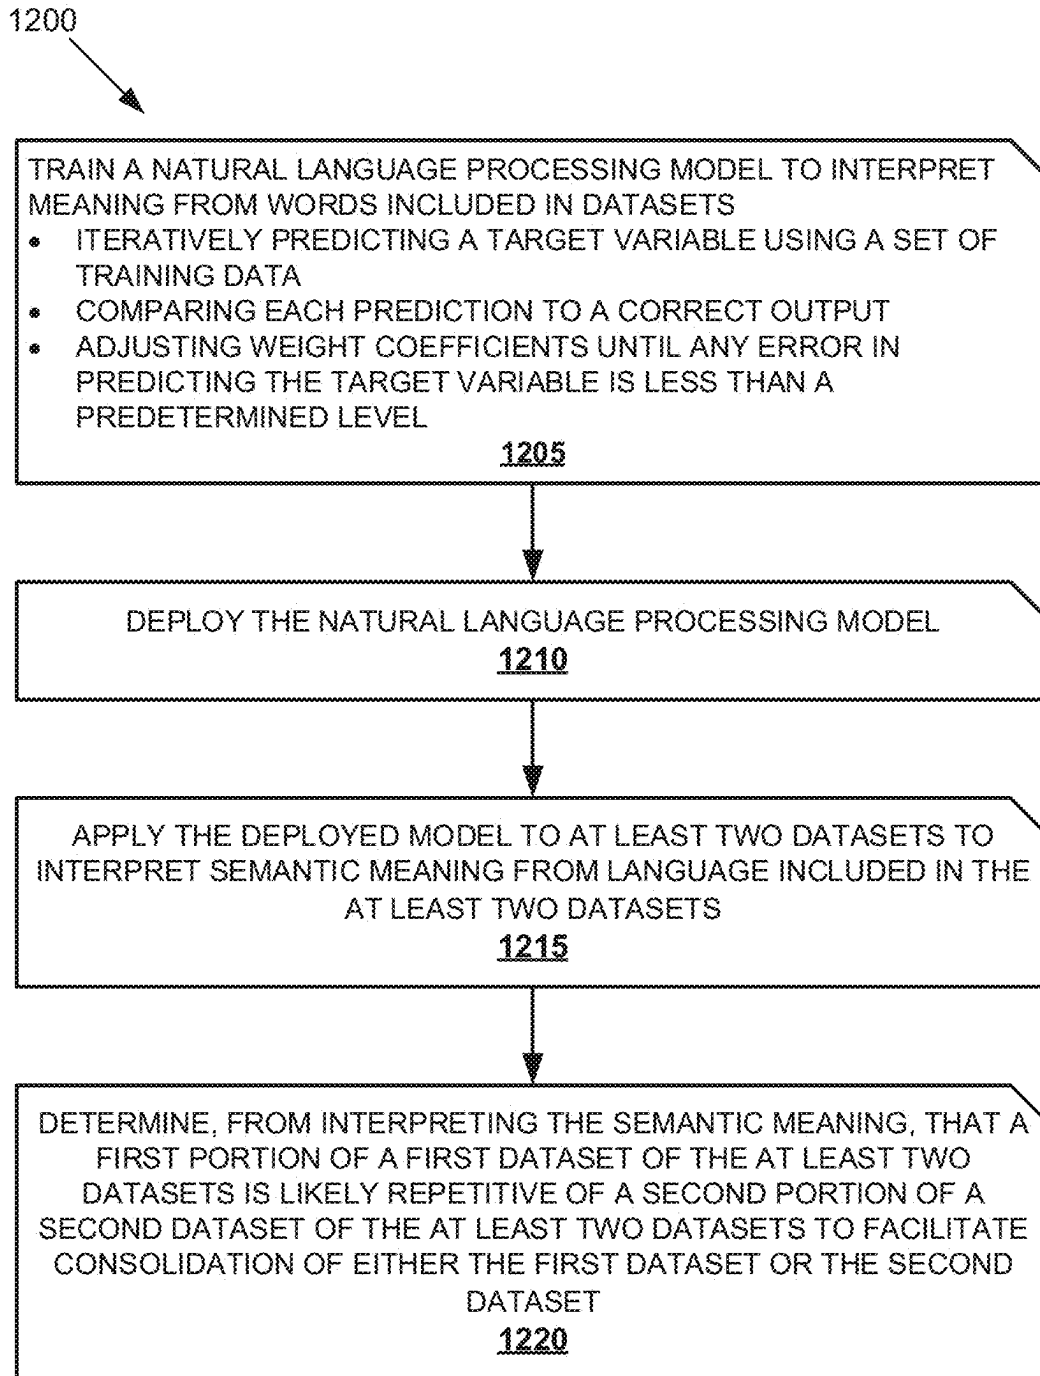 1200
TRAIN A NATURAL LANGUAGE PROCESSING MODEL TO INTERPRET
MEANING FROM WORDS INCLUDED IN DATASETS
• ITERATIVELY PREDICTING A TARGET VARIABLE USING A SET OF
TRAINING DATA
• COMPARING EACH PREDICTION TO A CORRECT OUTPUT
• ADJUSTING WEIGHT COEFFICIENTS UNTIL ANY ERROR IN
PREDICTING THE TARGET VARIABLE IS LESS THAN A
PREDETERMINED LEVEL
1205
DEPLOY THE NATURAL LANGUAGE PROCESSING MODEL
1210
APPLY THE DEPLOYED MODEL TO AT LEAST TWO DATASETS TO
INTERPRET SEMANTIC MEANING FROM LANGUAGE INCLUDED IN THE
AT LEAST TWO DATASETS
1215
DETERMINE, FROM INTERPRETING THE SEMANTIC MEANING, THAT A
FIRST PORTION OF A FIRST DATASET OF THE AT LEAST TWO
DATASETS IS LIKELY REPETITIVE OF A SECOND PORTION OF A
SECOND DATASET OF THE AT LEAST TWO DATASETS TO FACILITATE
CONSOLIDATION OF EITHER THE FIRST DATASET OR THE SECOND
DATASET
1220